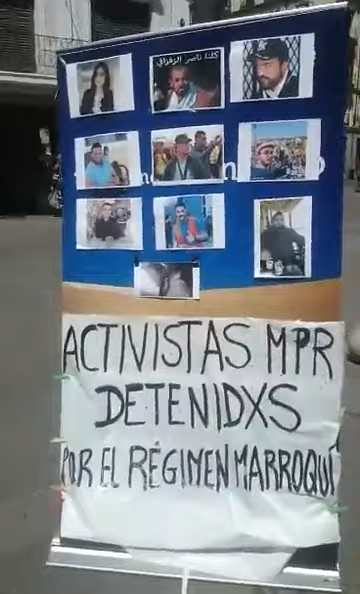 كلنا ناصر الزفزافي
ACTIVISTAS MPR
DETENIDXS
POR EL RÉGIMEN MARROQUÍ